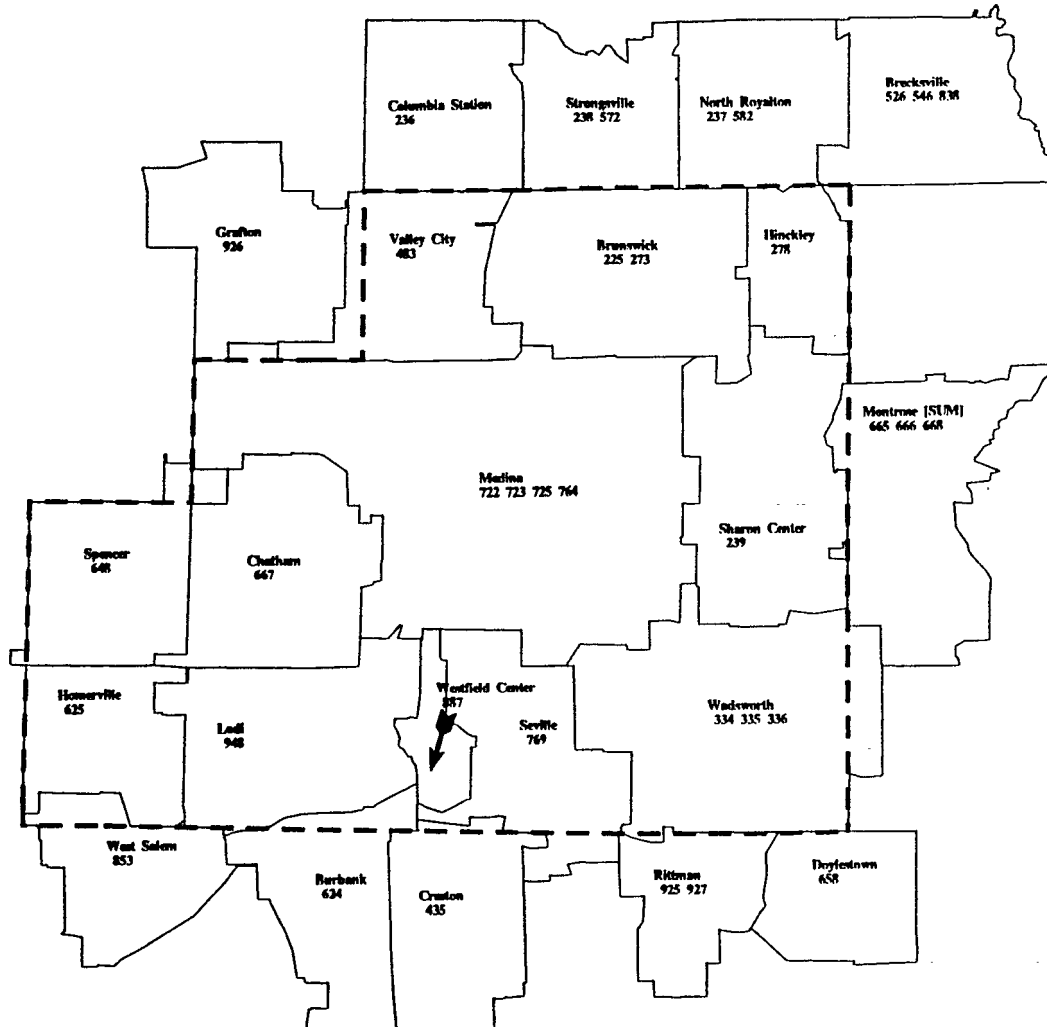 Columbia Station
236
Strongsville
238 572
North Royalton
237 582
Brecksville
526 546 838
Grafton
926
Valley City
483
Brunswick
225 273
Hinckley
278
Montrose [SUM]
665 666 668
Medina
722 723 725 764
Sharon Center
239
Spencer
648
Chatham
667
Homerville
625
Lodi
948
Westfield Center
887
Seville
769
Wadsworth
334 335 336
West Salem
853
Burbank
624
Creston
435
Rittman
925 927
Doylestown
658